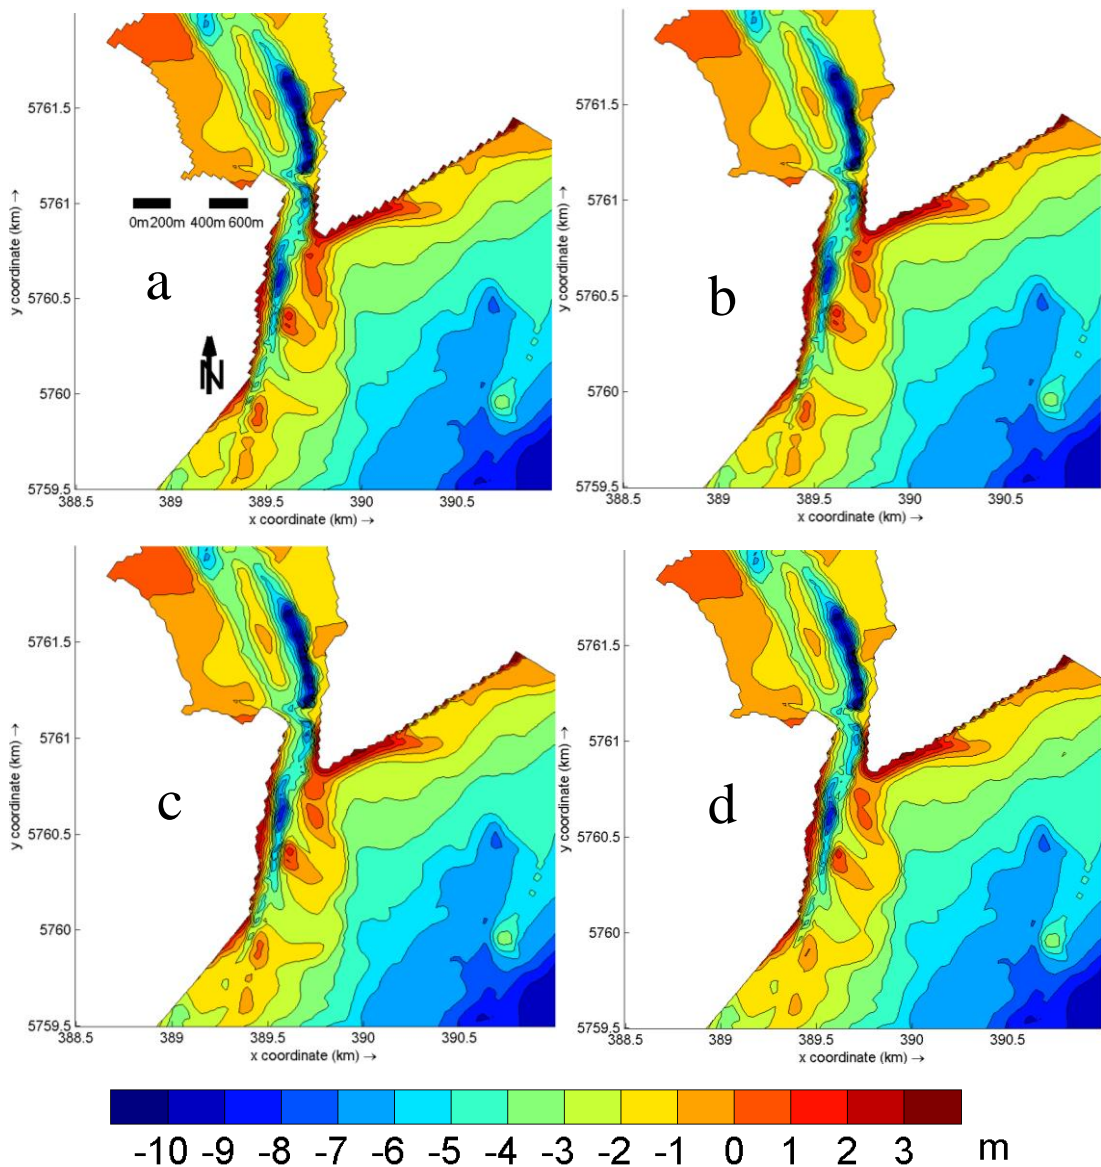 5761.5
5761
5760.5
5760
5759.5
y coordinate (km) →
0m200m 400m600m
a
N
388.5 389 389.5 390 390.5
x coordinate (km) →
5761.5
5761
5760.5
5760
5759.5
y coordinate (km) →
b
388.5 389 389.5 390 390.5
x coordinate (km) →
5761.5
5761
5760.5
5760
5759.5
y coordinate (km) →
c
388.5 389 389.5 390 390.5
x coordinate (km) →
5761.5
5761
5760.5
5760
5759.5
y coordinate (km) →
d
388.5 389 389.5 390 390.5
x coordinate (km) →
-10 -9 -8 -7 -6 -5 -4 -3 -2 -1 0 1 2 3 m